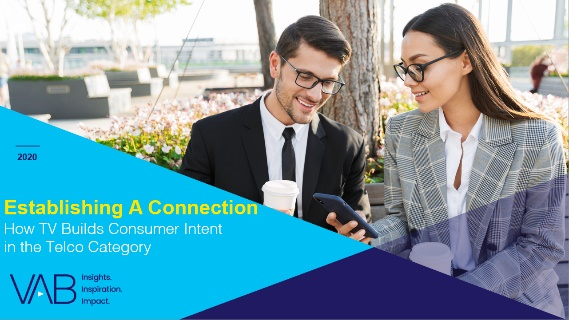 2020
Establishing A Connection
How TV Builds Consumer Intent
in the Telco Category
VAB
Insights.
Inspiration.
Impact.